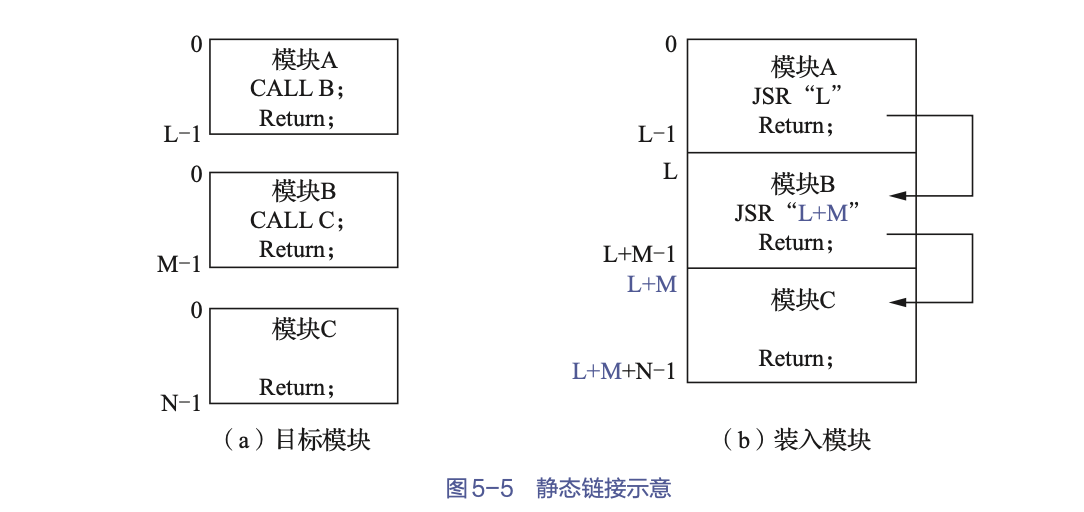 0
模块A
CALL B；
Return；
L−1
0
模块B
CALL C；
Return；
M−1
0
模块C
Return；
N−1
（a）目标模块
0
模块A
JSR “L”
Return；
L−1
L
模块B
JSR “L+M”
Return；
L+M−1
L+M
模块C
Return；
L+M+N−1
（b）装入模块
图5−5 静态链接示意